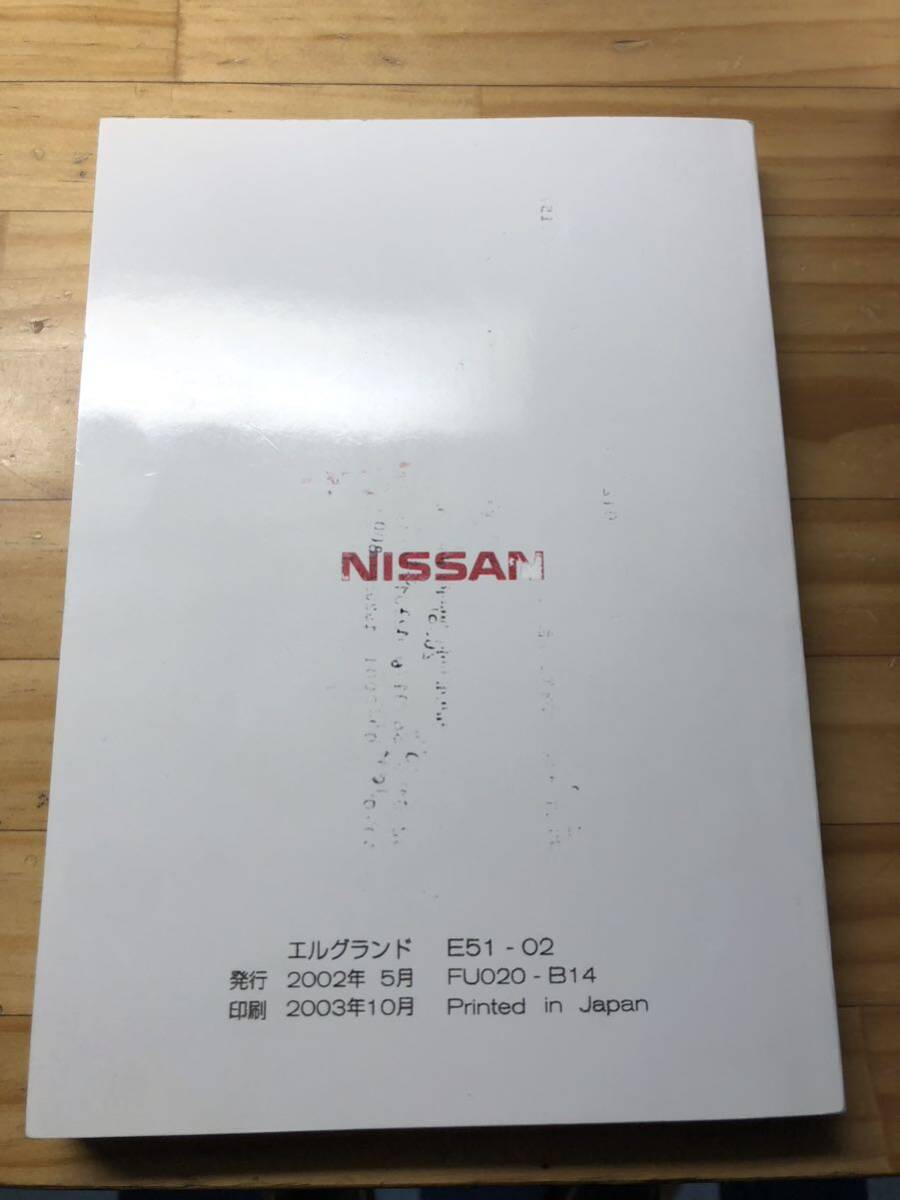 NISSAN
エルグランド E51 - 02
発行 2002年 5月 FU020 - B14
印刷 2003年10月 Printed in Japan